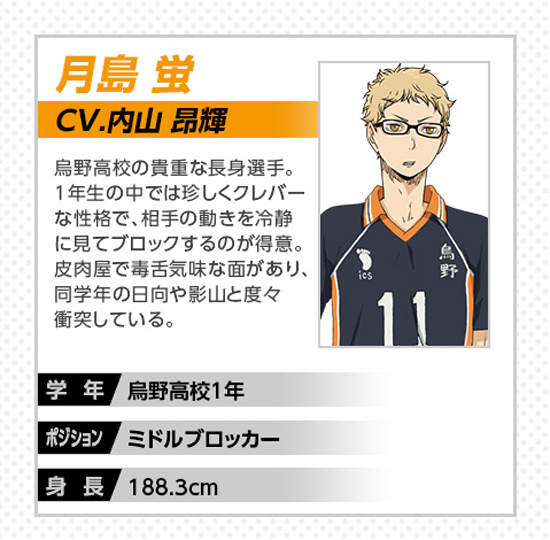 月島 蛍
CV.内山 昂輝
烏野高校の貴重な長身選手。
1年生の中では珍しくクレバー
な性格で、相手の動きを冷静
に見てブロックするのが得意。
皮肉屋で毒舌気味な面があり、
同学年の日向や影山と度々
衝突している。
烏野
ics
11
学 年 烏野高校1年
ポジション ミドルブロッカー
身 長 188.3cm